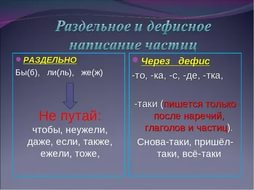 Раздельное и дефисное
написание частиц
РАЗДЕЛЬНО
Бы(б), ли(ль), же(ж)
Не путай:
чтобы, неужели,
даже, если, также,
ежели, тоже,
Через дефис
-то, -ка, -с, -де, -тка,
-таки (пишется только
после наречий,
глаголов и частиц).
Снова-таки, пришёл-
таки, всё-таки